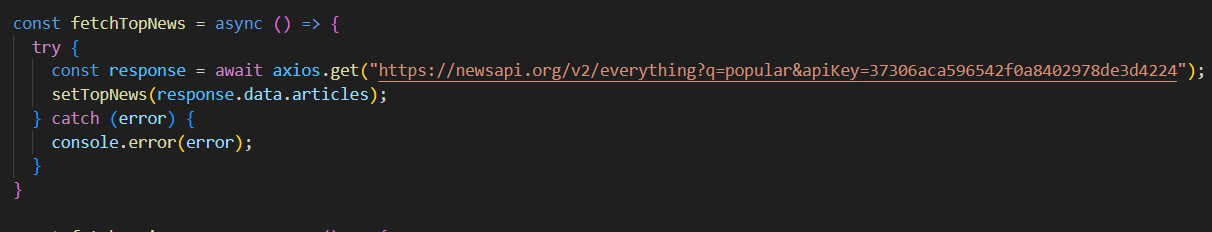 const fetchTopNews = async () => {
try {
const response = await axios.get("https://newsapi.org/v2/everything?q=popular&apiKey=37306aca596542f0a8402978de3d4224");
setTopNews(response.data.articles);
} catch (error) {
console.error(error);
}
}